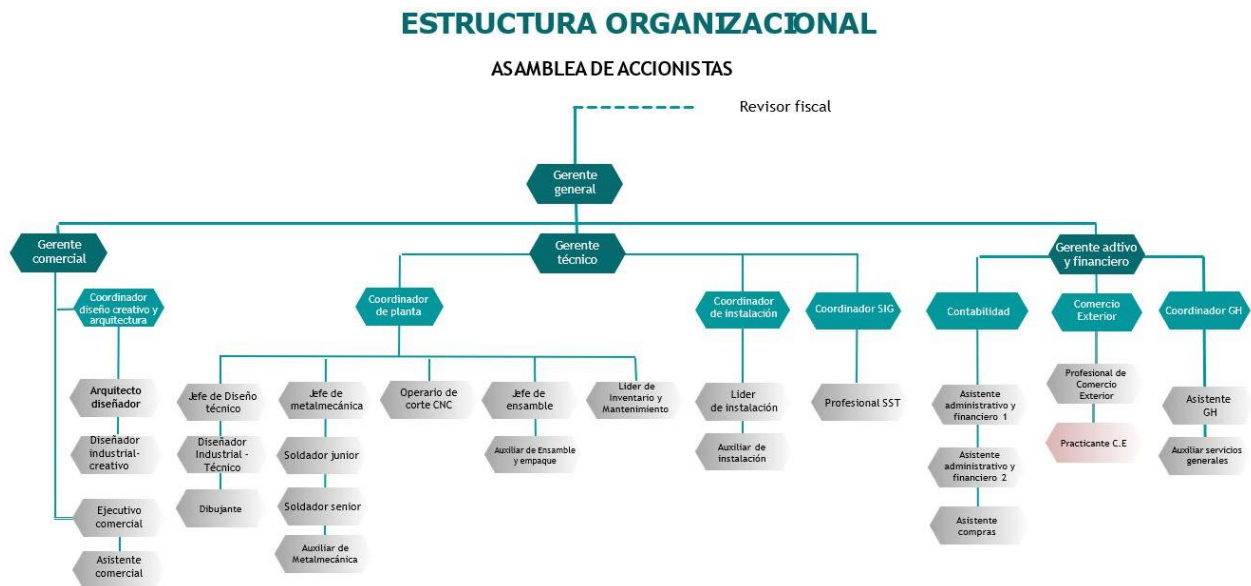 ESTRUCTURA ORGANIZACIONAL
ASAMBLEA DE ACCIONISTAS
Revisor fiscal
Gerente
general
Gerente
comercial
Gerente
técnico
Gerente adtivo
y financiero
Coordinador
diseño creativo y
arquitectura
Coordinador
de planta
Coordinador
de instalación
Coordinador SIG
Contabilidad
Comercio
Exterior
Coordinador GH
Arquitecto
diseñador
Jefe de Diseño
técnico
Jefe de
metalmecánica
Operario de
corte CNC
Jefe de
ensamble
Lider de
Inventario y
Mantenimiento
Lider
de instalación
Profesional SST
Asistente
administrativo y
financiero 1
Profesional de
Comercio
Exterior
Asistente
GH
Diseñador
industrial-
creativo
Diseñador
Industrial -
Técnico
Soldador junior
Auxiliar de Ensamble
y empaque
Auxiliar de
instalación
Asistente
administrativo y
financiero 2
Practicante C.E
Auxiliar servicios
generales
Ejecutivo
comercial
Dibujante
Soldador senior
Asistente
compras
Asistente
comercial
Auxiliar de
Metalmecánica